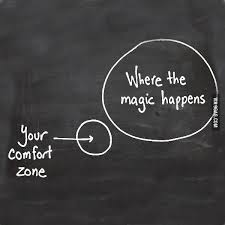 Where the
magic happens
Your
comfort
zone